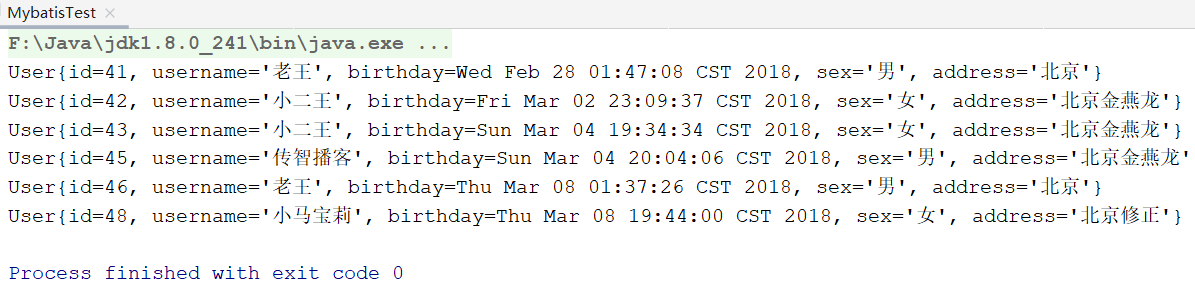 MybatisTest ×
F:\Java\jdk1.8.0_241\bin\java.exe ...
User{id=41, username='老王', birthday=Wed Feb 28 01:47:08 CST 2018, sex='男', address='北京'}
User{id=42, username='小二王', birthday=Fri Mar 02 23:09:37 CST 2018, sex='女', address='北京金燕龙'}
User{id=43, username='小二王', birthday=Sun Mar 04 19:34:34 CST 2018, sex='女', address='北京金燕龙'}
User{id=45, username='传智播客', birthday=Sun Mar 04 20:04:06 CST 2018, sex='男', address='北京金燕龙'
User{id=46, username='老王', birthday=Thu Mar 08 01:37:26 CST 2018, sex='男', address='北京'}
User{id=48, username='小马宝莉', birthday=Thu Mar 08 19:44:00 CST 2018, sex='女', address='北京修正'}
Process finished with exit code 0